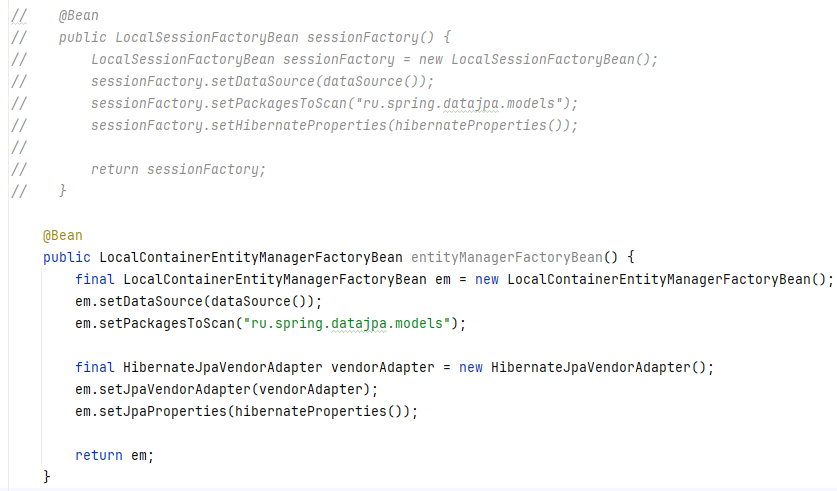 //    @Bean
//    public LocalSessionFactoryBean sessionFactory() {
//        LocalSessionFactoryBean sessionFactory = new LocalSessionFactoryBean();
//        sessionFactory.setDataSource(dataSource());
//        sessionFactory.setPackagesToScan("ru.spring.datajpa.models");
//        sessionFactory.setHibernateProperties(hibernateProperties());
//
//        return sessionFactory;
//    }
    @Bean
    public LocalContainerEntityManagerFactoryBean entityManagerFactoryBean() {
        final LocalContainerEntityManagerFactoryBean em = new LocalContainerEntityManagerFactoryBean();
        em.setDataSource(dataSource());
        em.setPackagesToScan("ru.spring.datajpa.models");
        final HibernateJpaVendorAdapter vendorAdapter = new HibernateJpaVendorAdapter();
        em.setJpaVendorAdapter(vendorAdapter);
        em.setJpaProperties(hibernateProperties());
        return em;
    }